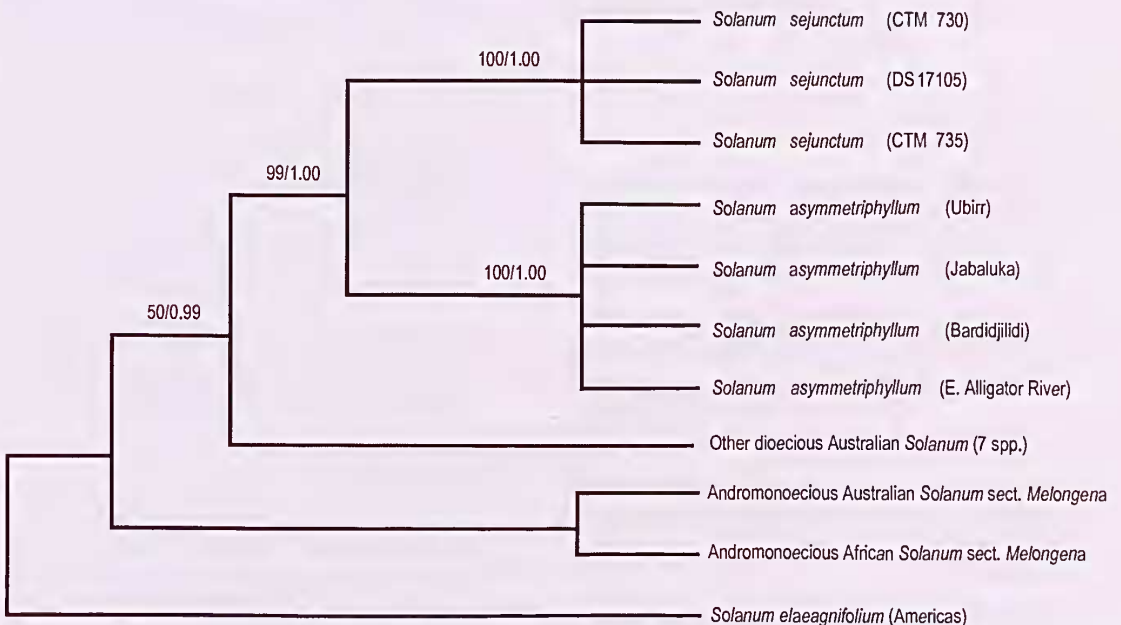 Solanum sejunctum (CTM 730)
100/1.00
Solanum sejunctum (DS 17105)
Solanum sejunctum (CTM 735)
99/1.00
Solanum asymmetriphyllum (Ubirr)
100/1.00
Solanum asymmetriphyllum (Jabaluka)
50/0.99
Solanum asymmetriphyllum (Bardidjilidi)
Solanum asymmetriphyllum (E. Alligator River)
Other dioecious Australian Solanum (7 spp.)
Andromonoecious Australian Solanum sect. Melongena
Andromonoecious African Solanum sect. Melongena
Solanum elaeagnifolium (Americas)